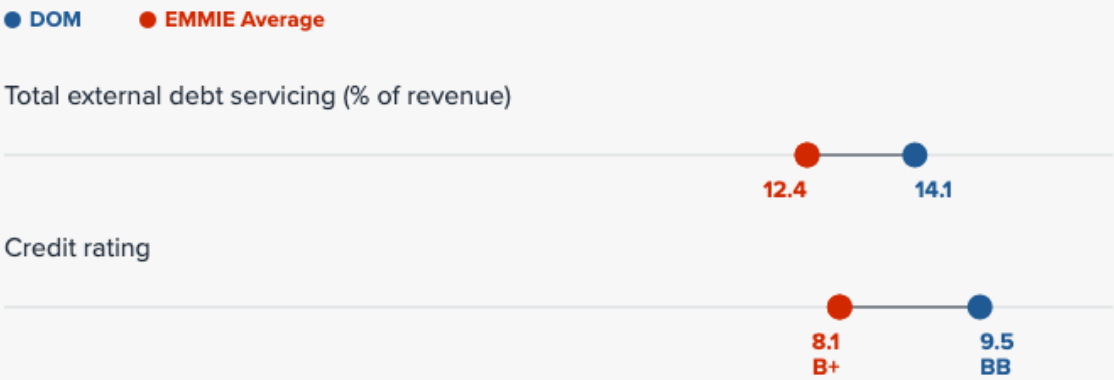 DOM EMMIE Average
Total external debt servicing (% of revenue)
12.4 14.1
Credit rating
8.1 9.5
B+ BB